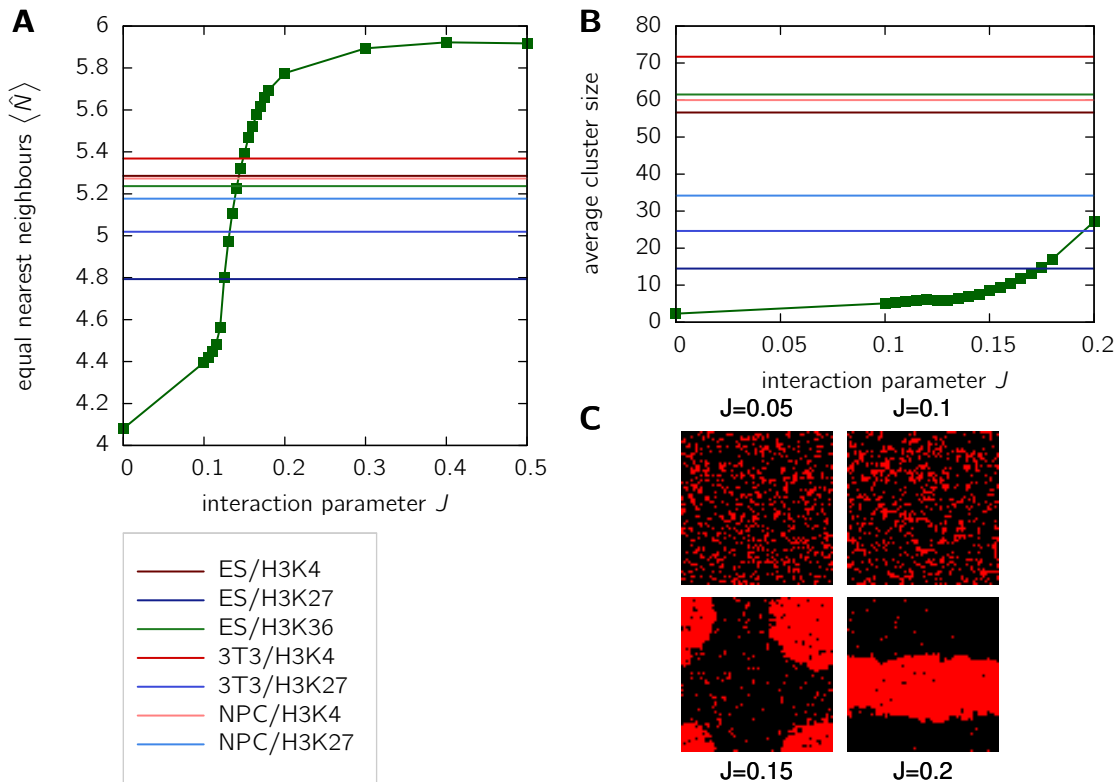 A
equal nearest neighbours ⟨N̂⟩
6
5.8
5.6
5.4
5.2
5
4.8
4.6
4.4
4.2
4
0 0.1 0.2 0.3 0.4 0.5
interaction parameter J
ES/H3K4
ES/H3K27
ES/H3K36
3T3/H3K4
3T3/H3K27
NPC/H3K4
NPC/H3K27
B
average cluster size
80
70
60
50
40
30
20
10
0
0 0.05 0.1 0.15 0.2
interaction parameter J
C
J=0.05 J=0.1
J=0.15 J=0.2